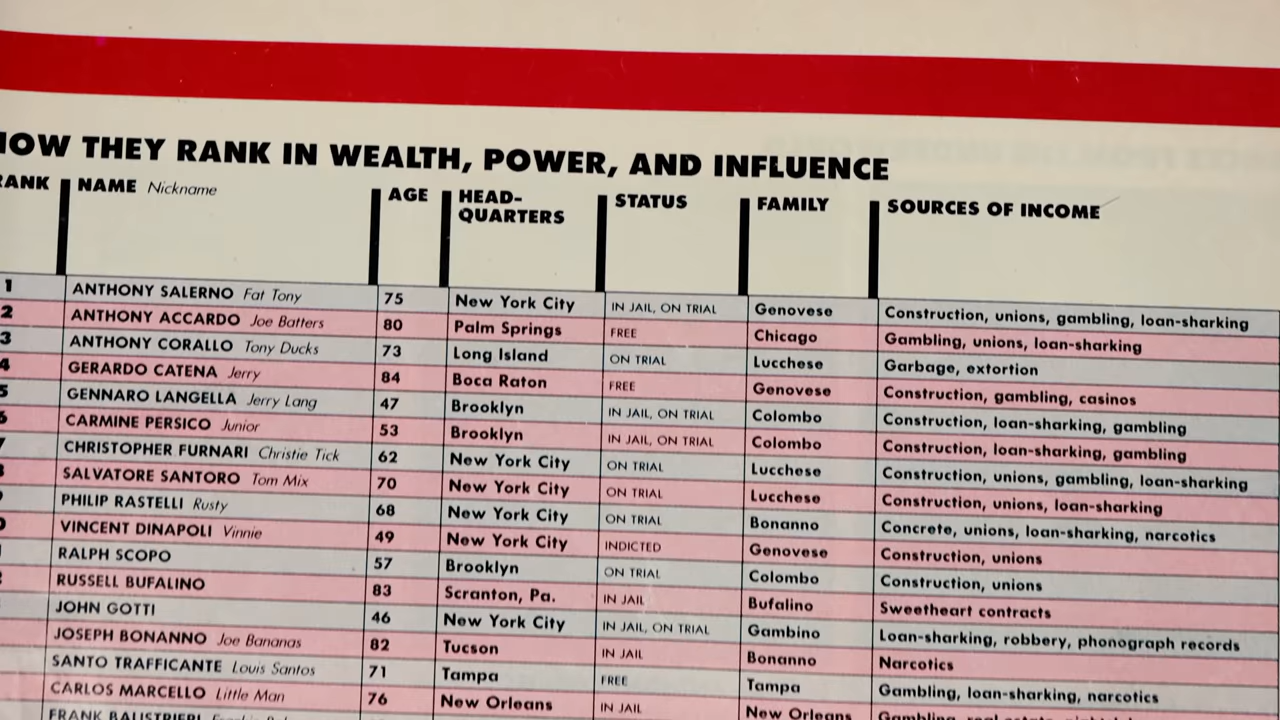 HOW THEY RANK IN WEALTH, POWER, AND INFLUENCE
RANK NAME Nickname AGE HEAD-QUARTERS STATUS FAMILY SOURCES OF INCOME
1 ANTHONY SALERNO Fat Tony 75 New York City IN JAIL, ON TRIAL Genovese Construction, unions, gambling, loan-sharking
2 ANTHONY ACCARDO Joe Batters 80 Palm Springs FREE Chicago Gambling, unions, loan-sharking
3 ANTHONY CORALLO Tony Ducks 73 Long Island ON TRIAL Lucchese Garbage, extortion
4 GERARDO CATENA Jerry 84 Boca Raton FREE Genovese Construction, gambling, casinos
5 GENNARO LANGELLA Jerry Lang 47 Brooklyn IN JAIL, ON TRIAL Colombo Construction, loan-sharking, gambling
6 CARMINE PERSICO Junior 53 Brooklyn IN JAIL, ON TRIAL Colombo Construction, loan-sharking, gambling
7 CHRISTOPHER FURNARI Christie Tick 62 New York City ON TRIAL Lucchese Construction, unions, gambling, loan-sharking
SALVATORE SANTORO Tom Mix 70 New York City ON TRIAL Lucchese Construction, unions, loan-sharking
PHILIP RASTELLI Rusty 68 New York City ON TRIAL Bonanno Concrete, unions, loan-sharking, narcotics
VINCENT DINAPOLI Vinnie 49 New York City INDICTED Genovese Construction, unions
RALPH SCOPO 57 Brooklyn ON TRIAL Colombo Construction, unions
RUSSELL BUFALINO 83 Scranton, Pa. IN JAIL Bufalino Sweetheart contracts
JOHN GOTTI 46 New York City IN JAIL, ON TRIAL Gambino Loan-sharking, robbery, phonograph records
JOSEPH BONANNO Joe Bananas 82 Tucson IN JAIL Bonanno Narcotics
SANTO TRAFFICANTE Louis Santos 71 Tampa FREE Tampa Gambling, loan-sharking, narcotics
CARLOS MARCELLO Little Man 76 New Orleans IN JAIL New Orleans
FRANK BALISTRIERI